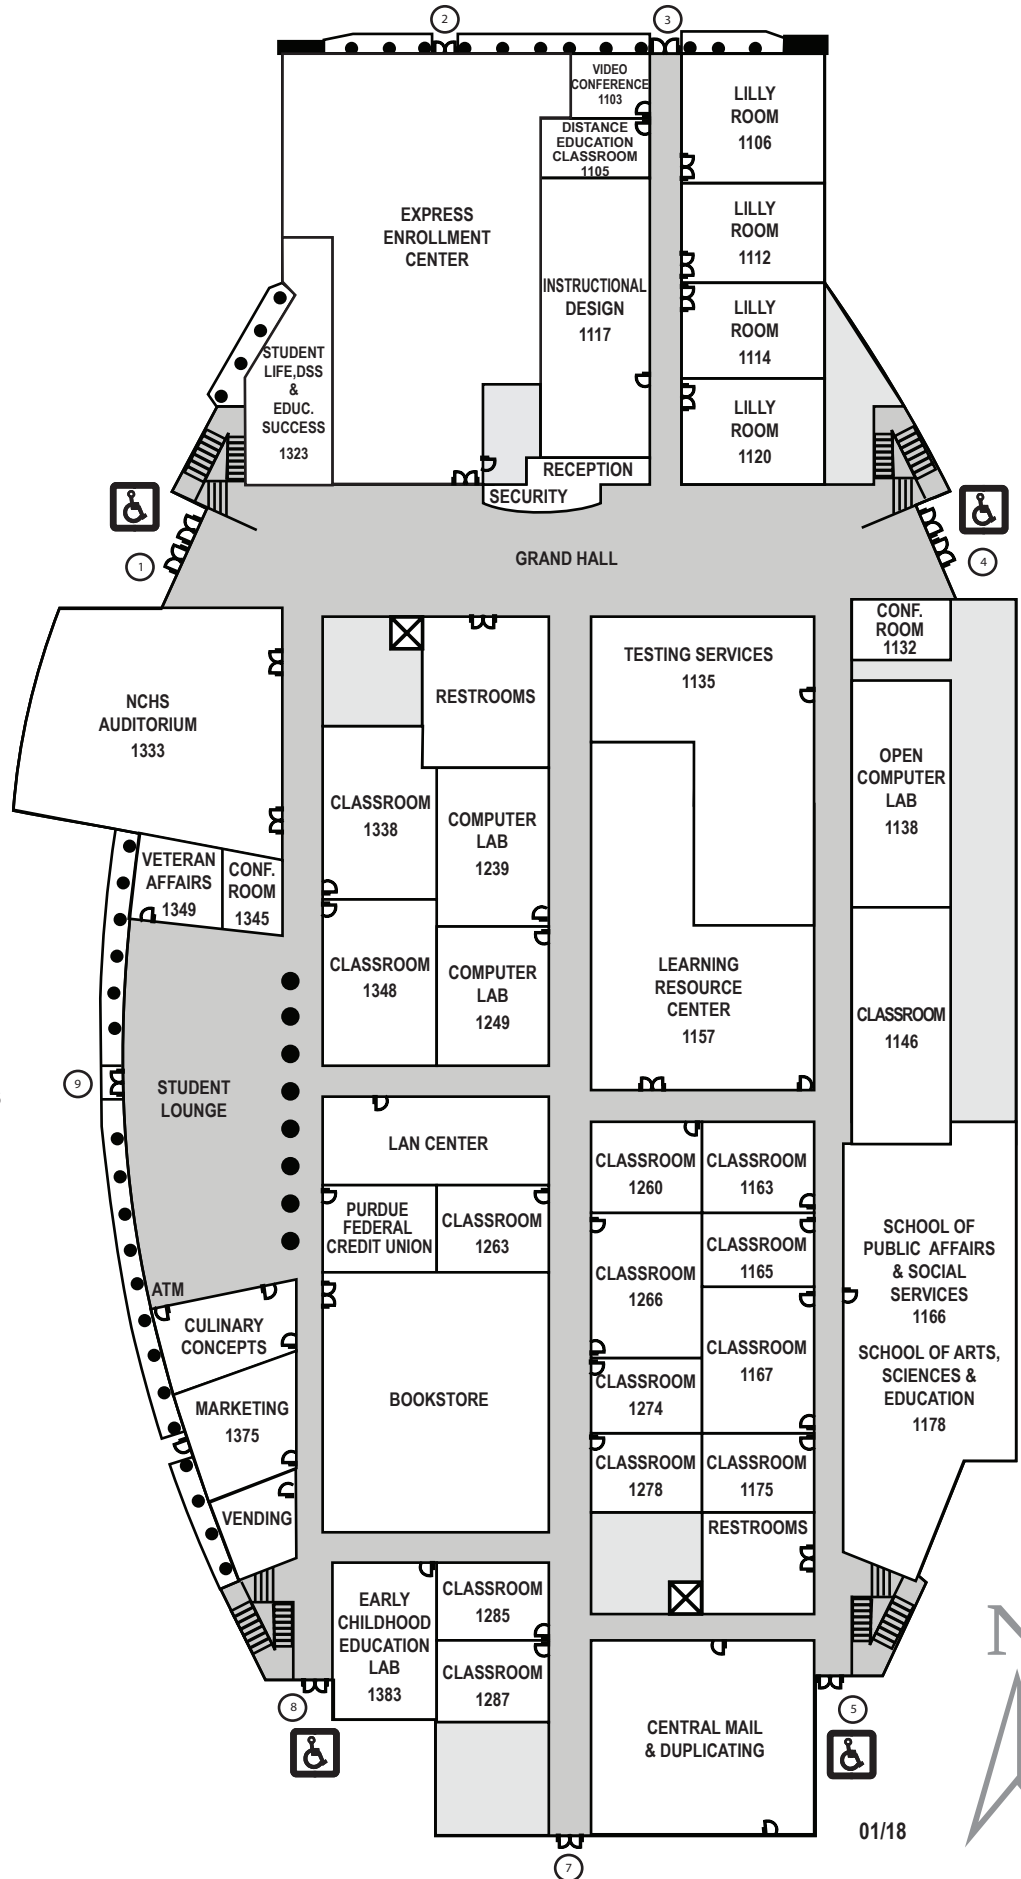 2
3
VIDEO
CONFERENCE
1103
DISTANCE
EDUCATION
CLASSROOM
1105
LILLY
ROOM
1106
EXPRESS
ENROLLMENT
CENTER
LILLY
ROOM
1112
INSTRUCTIONAL
DESIGN
1117
LILLY
ROOM
1114
STUDENT
LIFE,DSS
&
EDUC.
SUCCESS
1323
LILLY
ROOM
1120
RECEPTION
SECURITY
1
GRAND HALL
4
NCHS
AUDITORIUM
1333
RESTROOMS
TESTING SERVICES
1135
CONF.
ROOM
1132
CLASSROOM
1338
COMPUTER
LAB
1239
OPEN
COMPUTER
LAB
1138
VETERAN
AFFAIRS
1349
CONF.
ROOM
1345
CLASSROOM
1348
COMPUTER
LAB
1249
LEARNING
RESOURCE
CENTER
1157
CLASSROOM
1146
9
STUDENT
LOUNGE
LAN CENTER
CLASSROOM
1260
CLASSROOM
1163
PURDUE
FEDERAL
CREDIT UNION
CLASSROOM
1263
CLASSROOM
1266
CLASSROOM
1165
SCHOOL OF
PUBLIC AFFAIRS
& SOCIAL
SERVICES
1166
SCHOOL OF ARTS,
SCIENCES &
EDUCATION
1178
ATM
CULINARY
CONCEPTS
CLASSROOM
1167
MARKETING
1375
BOOKSTORE
CLASSROOM
1274
CLASSROOM
1278
CLASSROOM
1175
VENDING
RESTROOMS
EARLY
CHILDHOOD
EDUCATION
LAB
1383
CLASSROOM
1285
CLASSROOM
1287
N
8
5
CENTRAL MAIL
& DUPLICATING
01/18
7